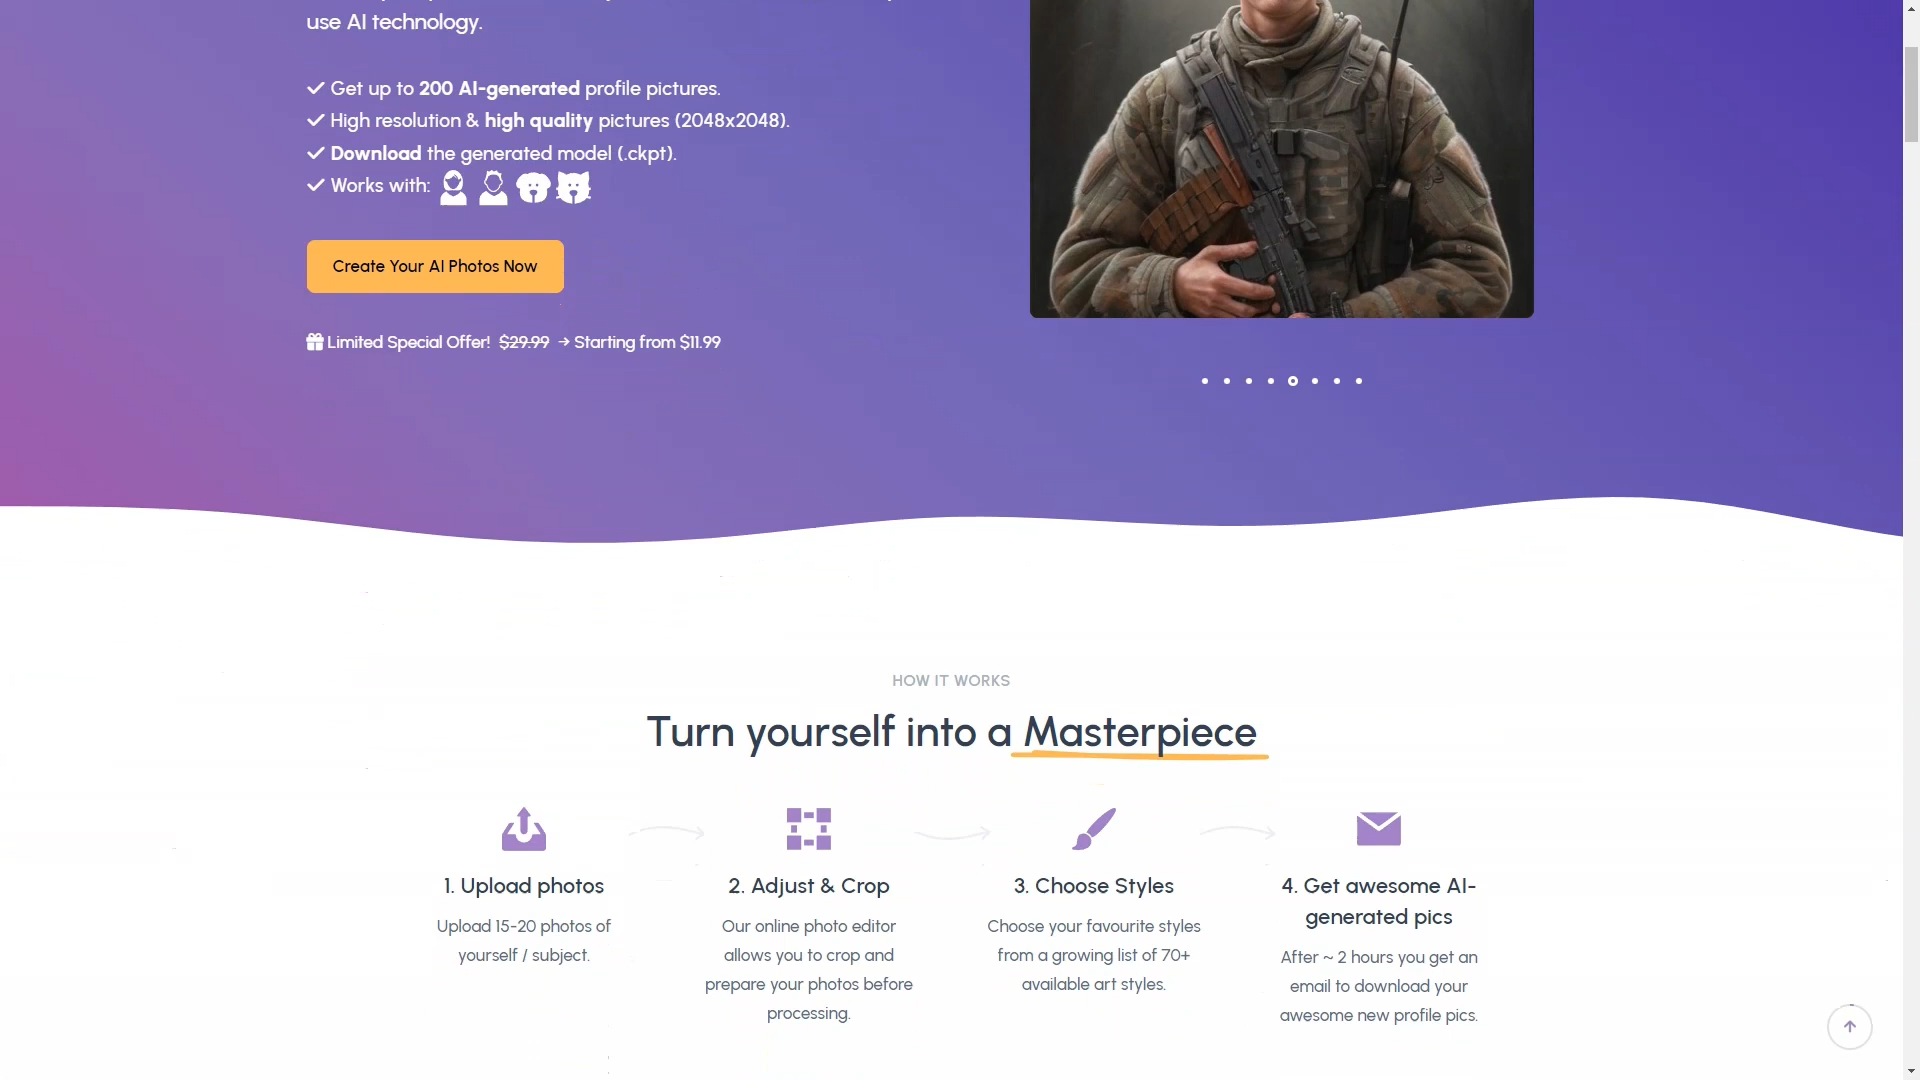 use AI technology.
Get up to 200 AI-generated profile pictures.
High resolution & high quality pictures (2048x2048).
Download the generated model (.ckpt).
Works with:
Create Your AI Photos Now
Limited Special Offer! $29.99 → Starting from $11.99
HOW IT WORKS
Turn yourself into a Masterpiece
1. Upload photos
Upload 15-20 photos of
yourself / subject.
2. Adjust & Crop
Our online photo editor
allows you to crop and
prepare your photos before
processing.
3. Choose Styles
Choose your favourite styles
from a growing list of 70+
available art styles.
4. Get awesome AI-
generated pics
After ~ 2 hours you get an
email to download your
awesome new profile pics.